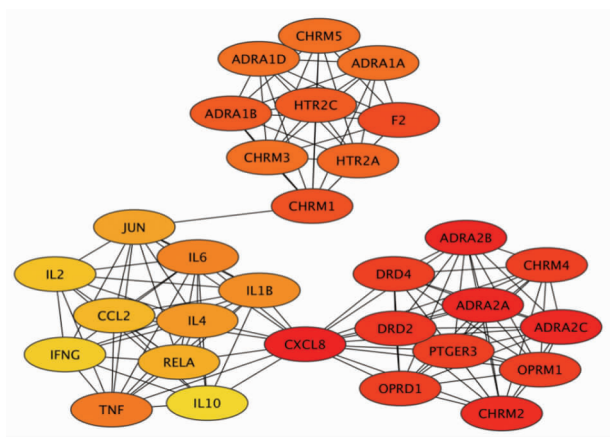 CHRM5
ADRA1D
ADRA1A
HTR2C
ADRA1B
F2
CHRM3
HTR2A
CHRM1
JUN
ADRA2B
IL6
DRD4
CHRM4
IL2
IL1B
ADRA2A
CCL2
IL4
DRD2
ADRA2C
CXCL8
PTGER3
IFNG
RELA
OPRM1
OPRD1
TNF
IL10
CHRM2